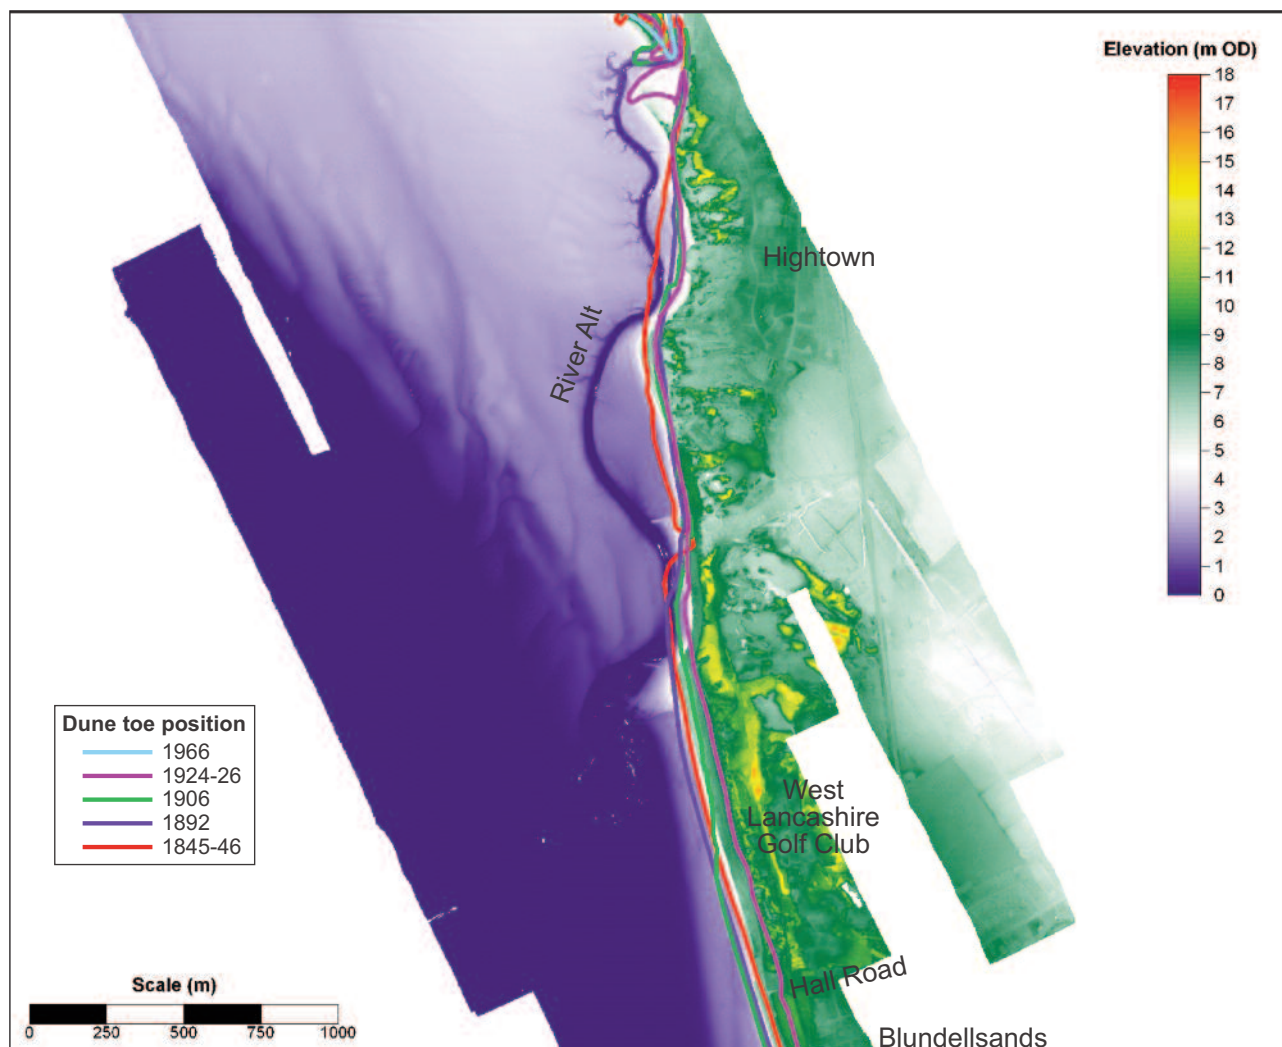 Elevation (m OD)
18
17
16
15
14
13
12
11
10
9
8
7
6
5
4
3
2
1
0
Hightown
River Alt
Dune toe position
1966
1924-26
1906
1892
1845-46
West
Lancashire
Golf Club
Hall Road
Blundellsands
Scale (m)
0 250 500 750 1000